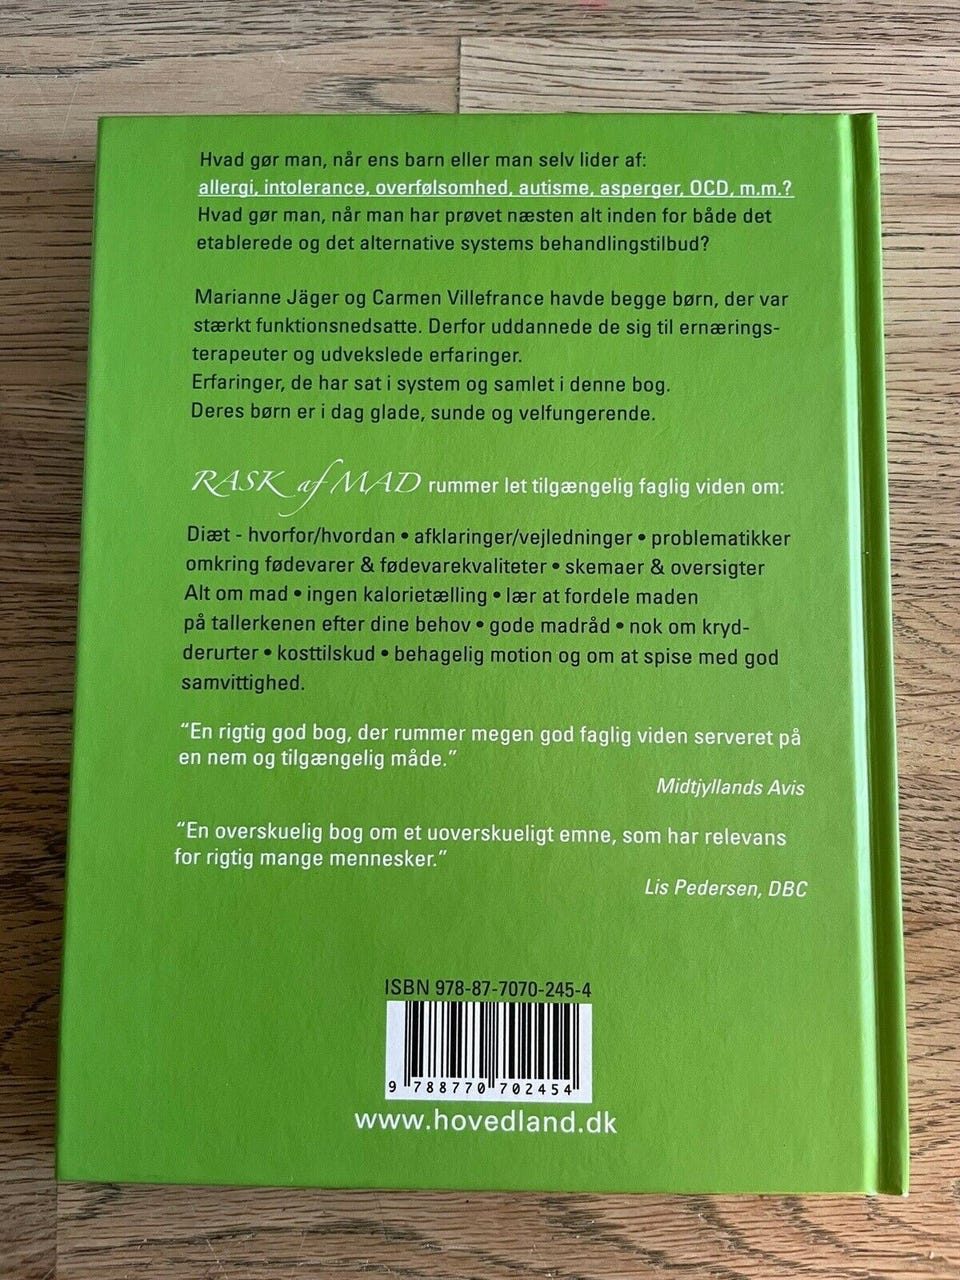 Hvad gør man, når ens barn eller man selv lider af:
allergi, intolerance, overfølsomhed, autisme, asperger, OCD, m.m.?
Hvad gør man, når man har prøvet næsten alt inden for både det
etablerede og det alternative systems behandlingstilbud?
Marianne Jäger og Carmen Villefrance havde begge børn, der var
stærkt funktionsnedsatte. Derfor uddannede de sig til ernærings-
terapeuter og udvekslede erfaringer.
Erfaringer, de har sat i system og samlet i denne bog.
Deres børn er i dag glade, sunde og velfungerende.
RASK af MAD rummer let tilgængelig faglig viden om:
Diæt - hvorfor/hvordan • afklaringer/vejledninger • problematikker
omkring fødevarer & fødevarekvaliteter • skemaer & oversigter
Alt om mad • ingen kalorietælling • lær at fordele maden
på tallerkenen efter dine behov • gode madråd • nok om kryd-
derurter • kosttilskud • behagelig motion og om at spise med god
samvittighed.
“En rigtig god bog, der rummer megen god faglig viden serveret på
en nem og tilgængelig måde.”
Midtjyllands Avis
“En overskuelig bog om et uoverskueligt emne, som har relevans
for rigtig mange mennesker.”
Lis Pedersen, DBC
ISBN 978-87-7070-245-4
9 788770 702454
www.hovedland.dk